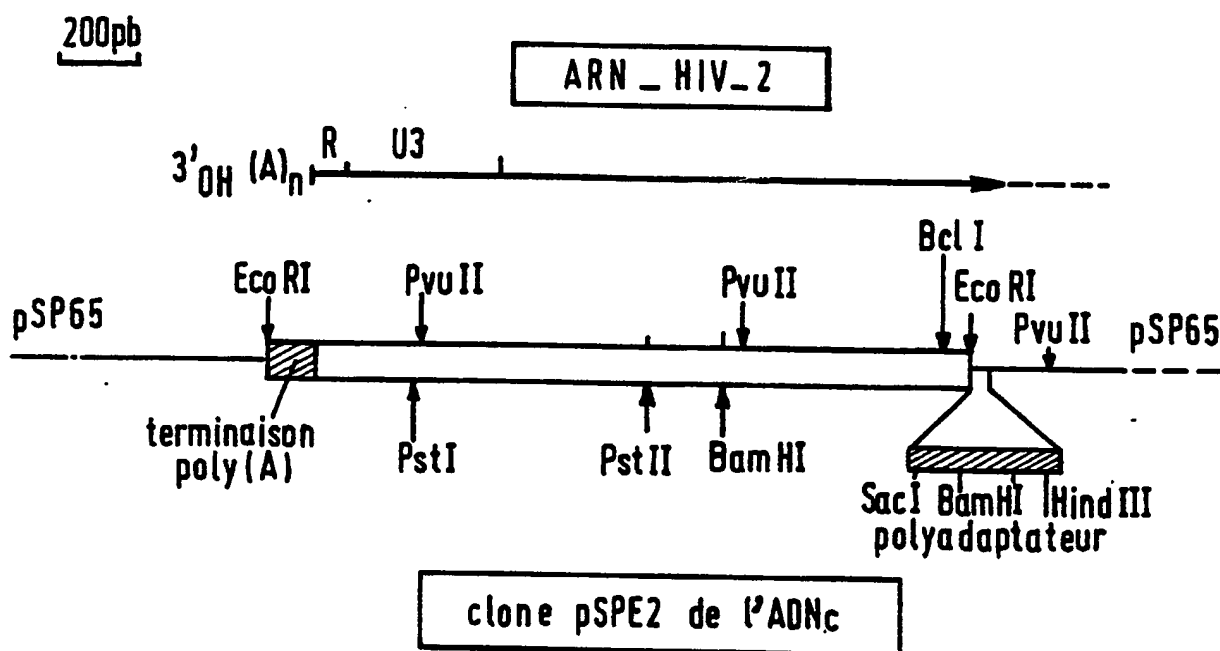 200pb
ARN _ HIV_2
3'OH (A)n R U3
Bcl I
Eco RI Pvu II Pvu II Eco RI
pSP65 Pvu II pSP65
terminaison
poly(A)
Pst I Pst II Bam HI
Sac I Bam HI Hind III
polyadaptateur
clone pSPE2 de l'ADNc